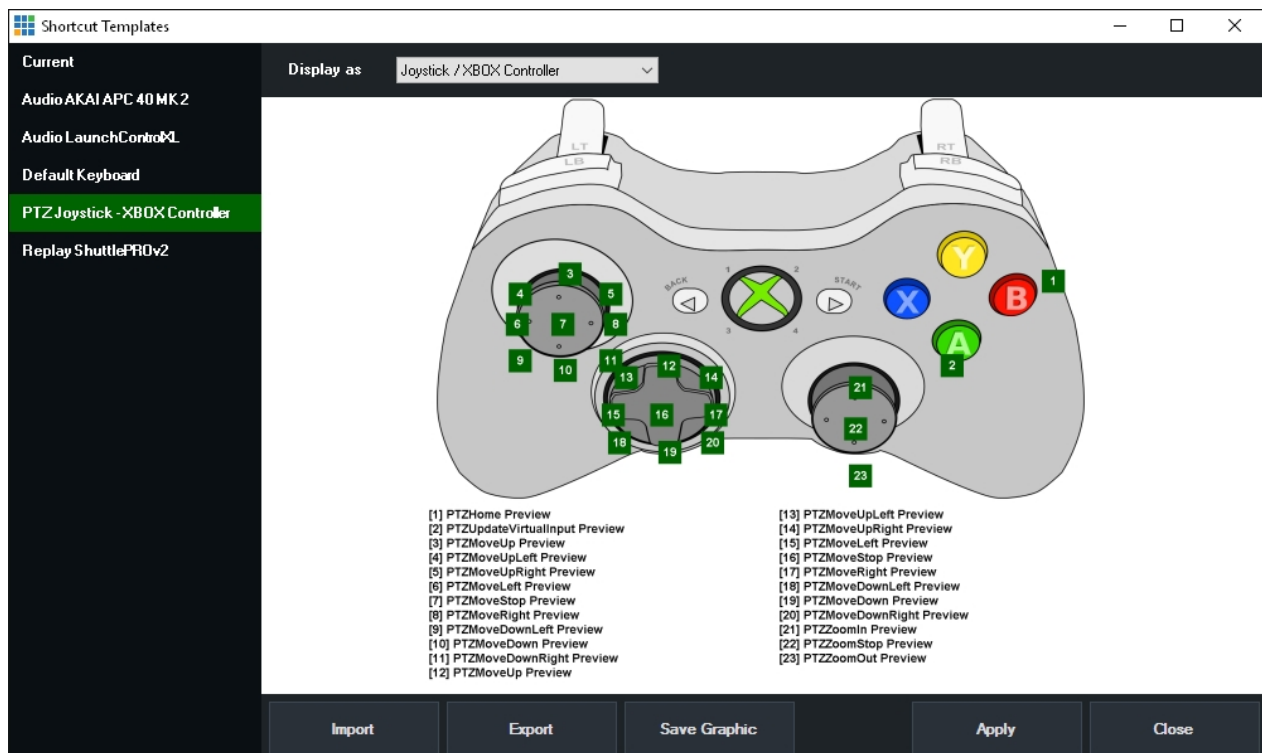 Shortcut Templates
Current
Audio AKAI APC 40 MK2
Audio LaunchControlXL
Default Keyboard
PTZ Joystick - XBOX Controller
Replay ShuttlePROv2
Display as
Joystick / XBOX Controller
LT
LB
RT
RB
BACK
START
1
2
3
4
Y
X
B
A
1
2
3
4
5
6
7
8
9
10
11
12
13
14
15
16
17
18
19
20
21
22
23
[1] PTZHome Preview
[2] PTZUpdateVirtualInput Preview
[3] PTZMoveUp Preview
[4] PTZMoveUpLeft Preview
[5] PTZMoveUpRight Preview
[6] PTZMoveLeft Preview
[7] PTZMoveStop Preview
[8] PTZMoveRight Preview
[9] PTZMoveDownLeft Preview
[10] PTZMoveDown Preview
[11] PTZMoveDownRight Preview
[12] PTZMoveUp Preview
[13] PTZMoveUpLeft Preview
[14] PTZMoveUpRight Preview
[15] PTZMoveLeft Preview
[16] PTZMoveStop Preview
[17] PTZMoveRight Preview
[18] PTZMoveDownLeft Preview
[19] PTZMoveDown Preview
[20] PTZMoveDownRight Preview
[21] PTZZoomIn Preview
[22] PTZZoomStop Preview
[23] PTZZoomOut Preview
Import
Export
Save Graphic
Apply
Close